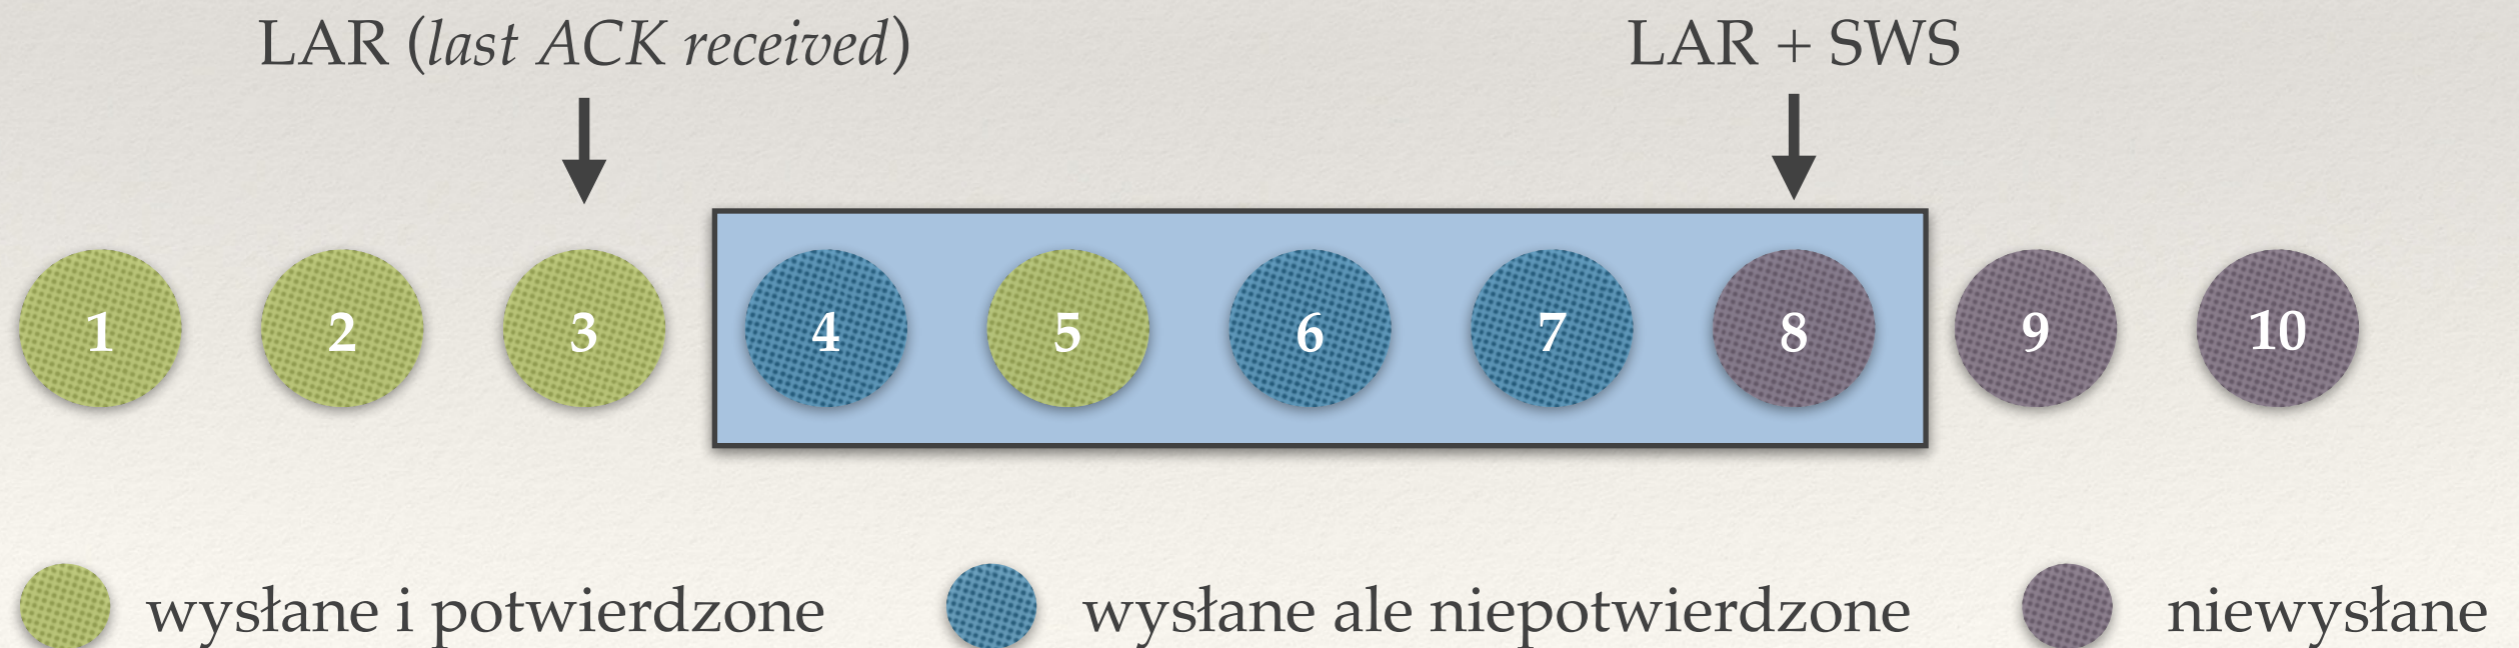 LAR (last ACK received) LAR + SWS
1 2 3 4 5 6 7 8 9 10
wysłane i potwierdzone wysłane ale niepotwierdzone niewysłane